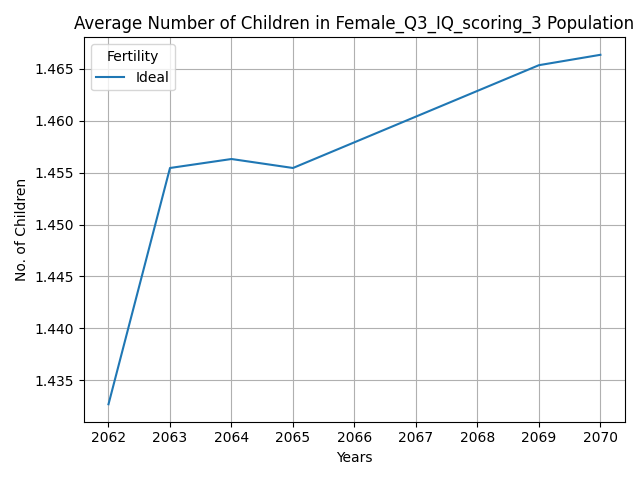 Average Number of Children in Female_Q3_IQ_scoring_3 Population
Fertility
Ideal
1.465
1.460
1.455
1.450
1.445
1.440
1.435
No. of Children
2062 2063 2064 2065 2066 2067 2068 2069 2070
Years